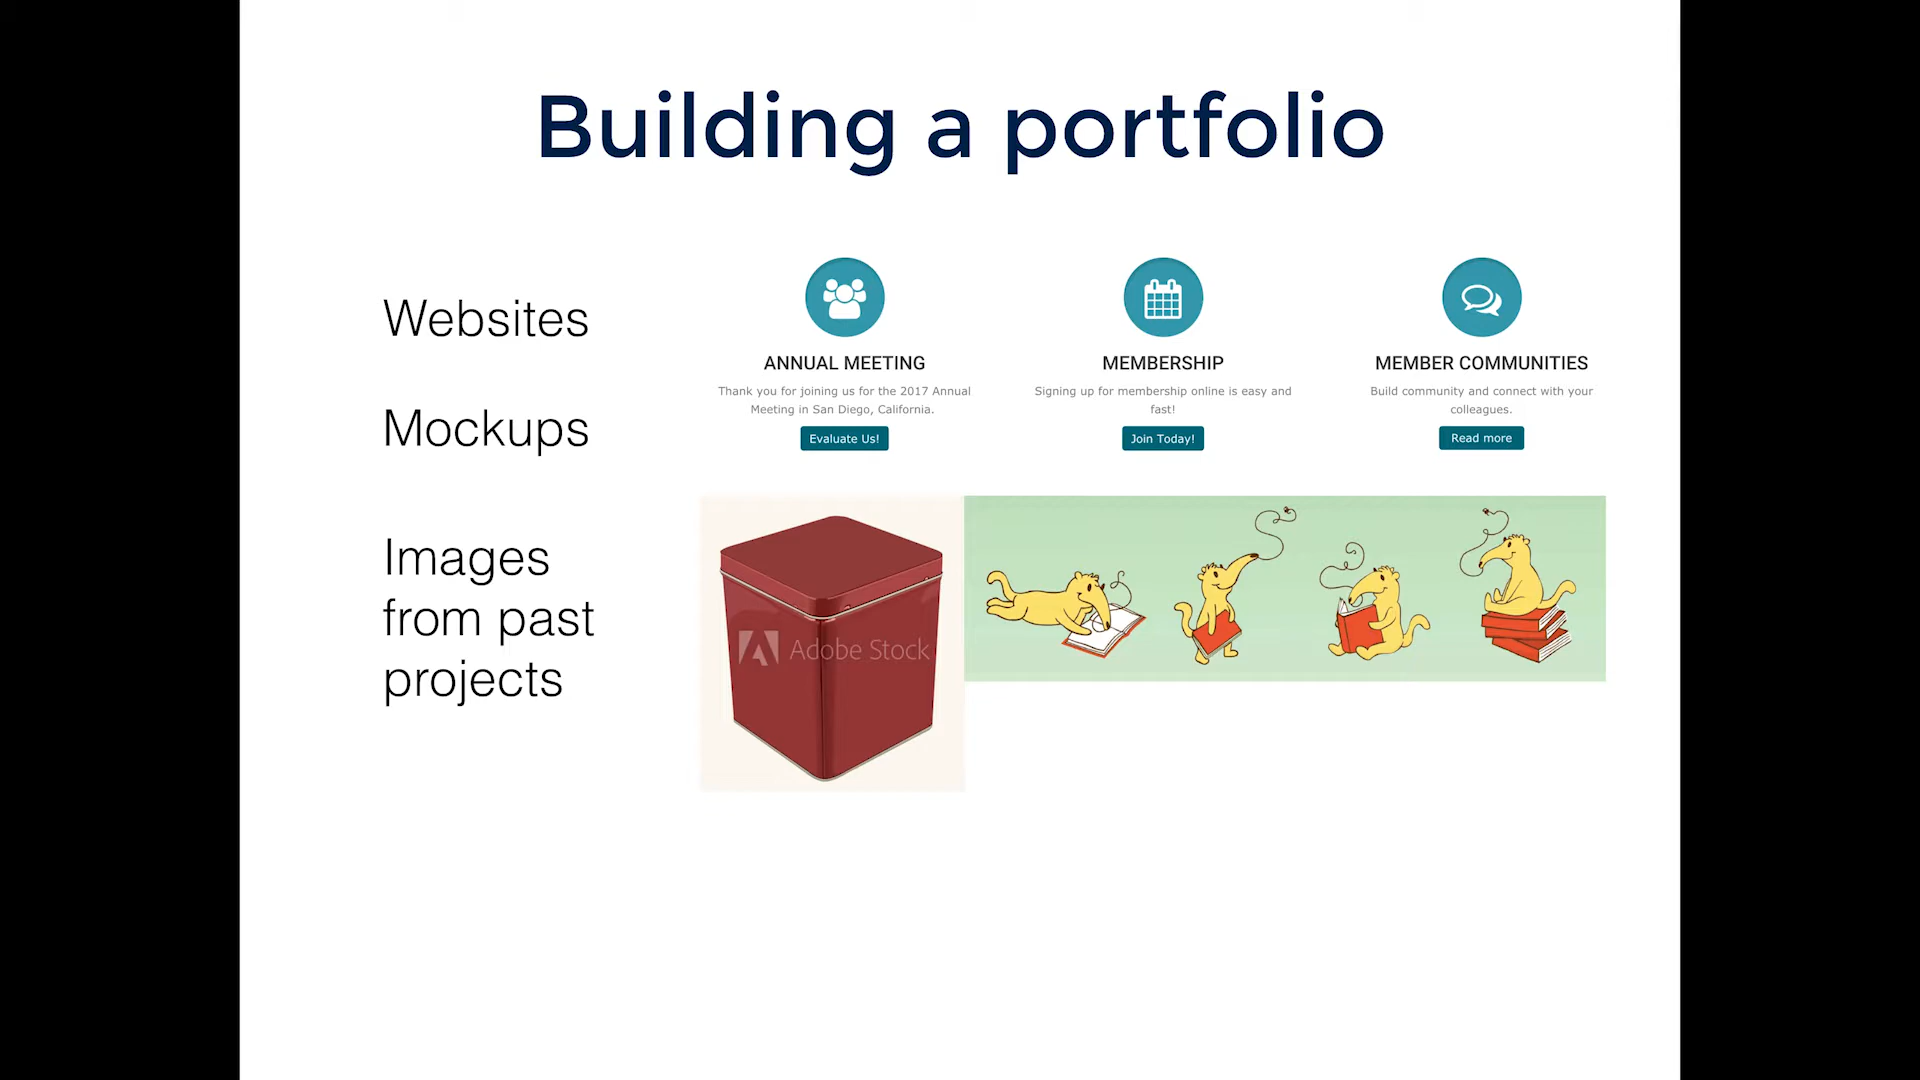 Building a portfolio
Websites
Mockups
Images
from past
projects
ANNUAL MEETING
Thank you for joining us for the 2017 Annual
Meeting in San Diego, California.
Evaluate Us!
MEMBERSHIP
Signing up for membership online is easy and
fast!
Join Today!
MEMBER COMMUNITIES
Build community and connect with your
colleagues.
Read more
Adobe Stock